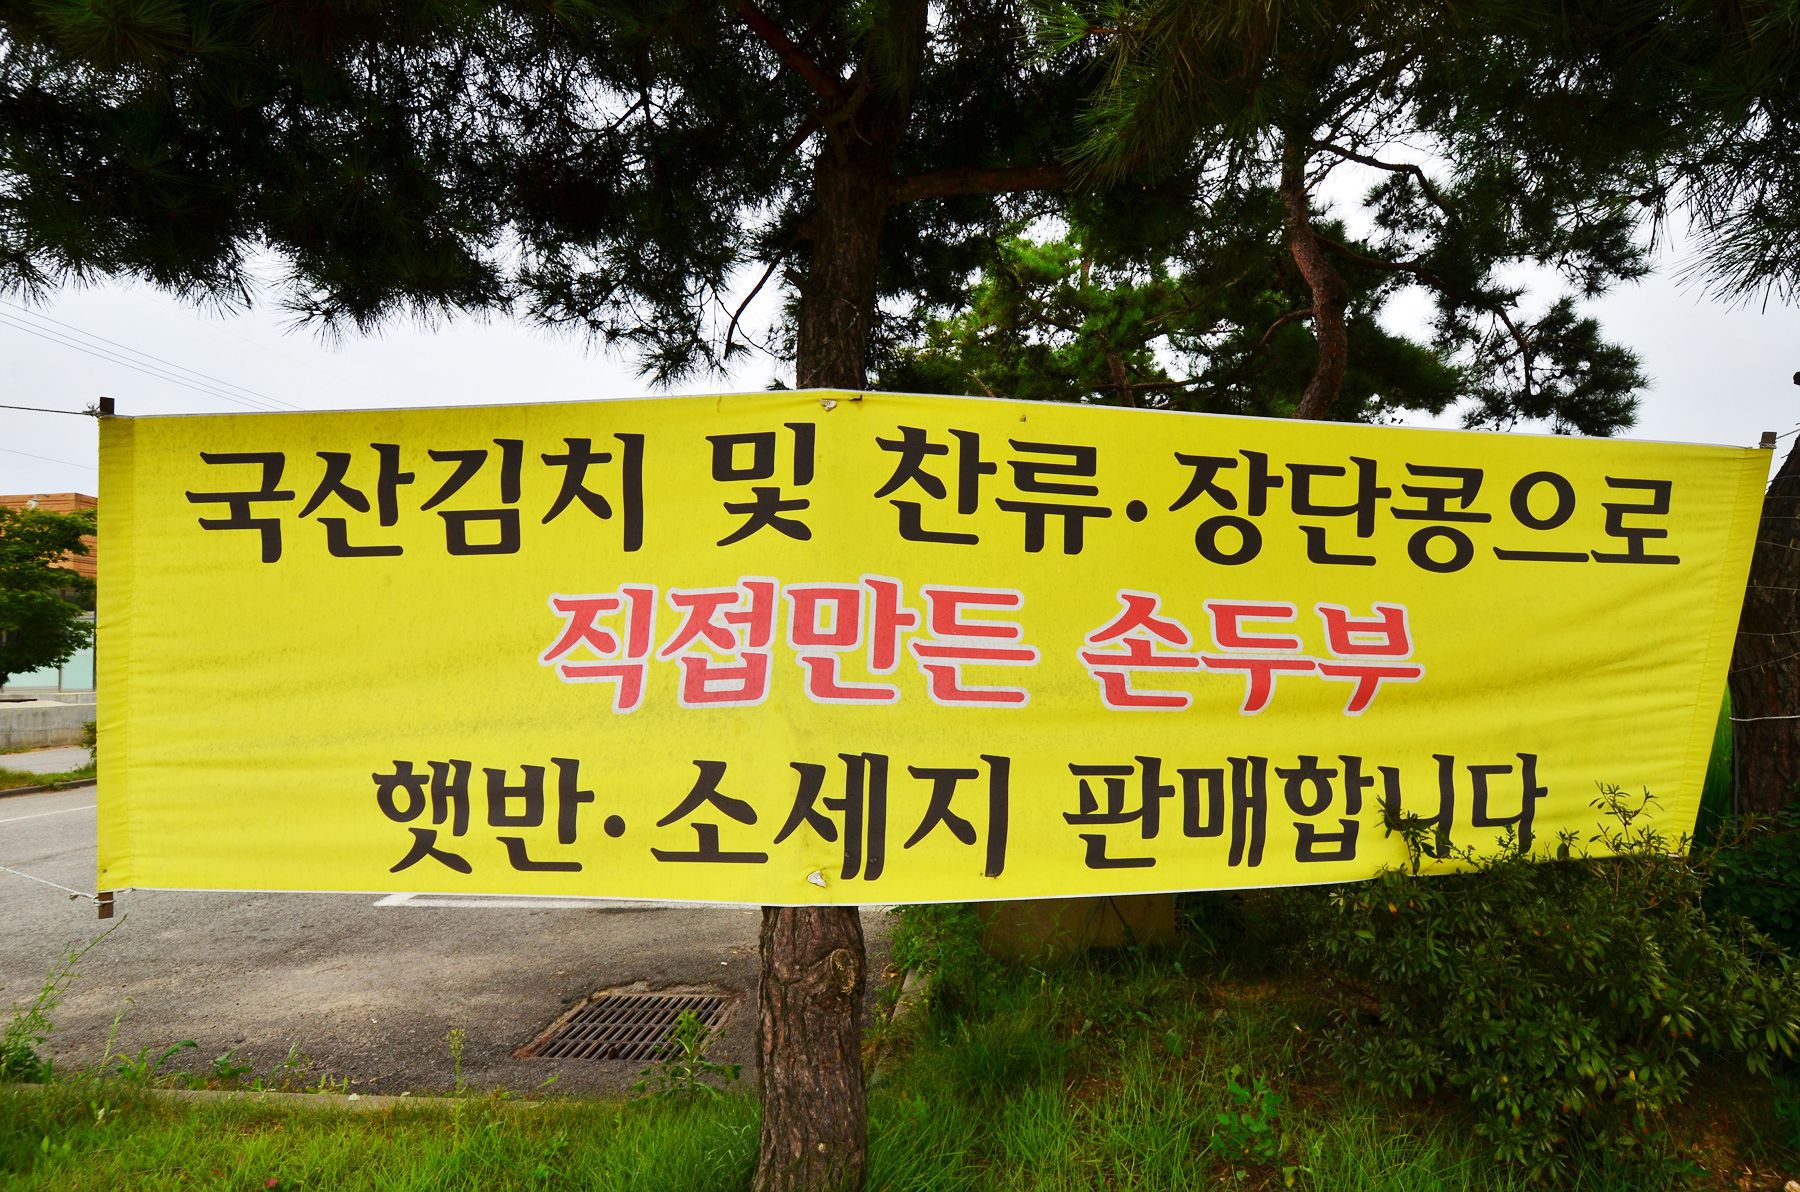 국산김치 및 찬류·장단콩으로
직접만든 손두부
햇반·소세지 판매합니다